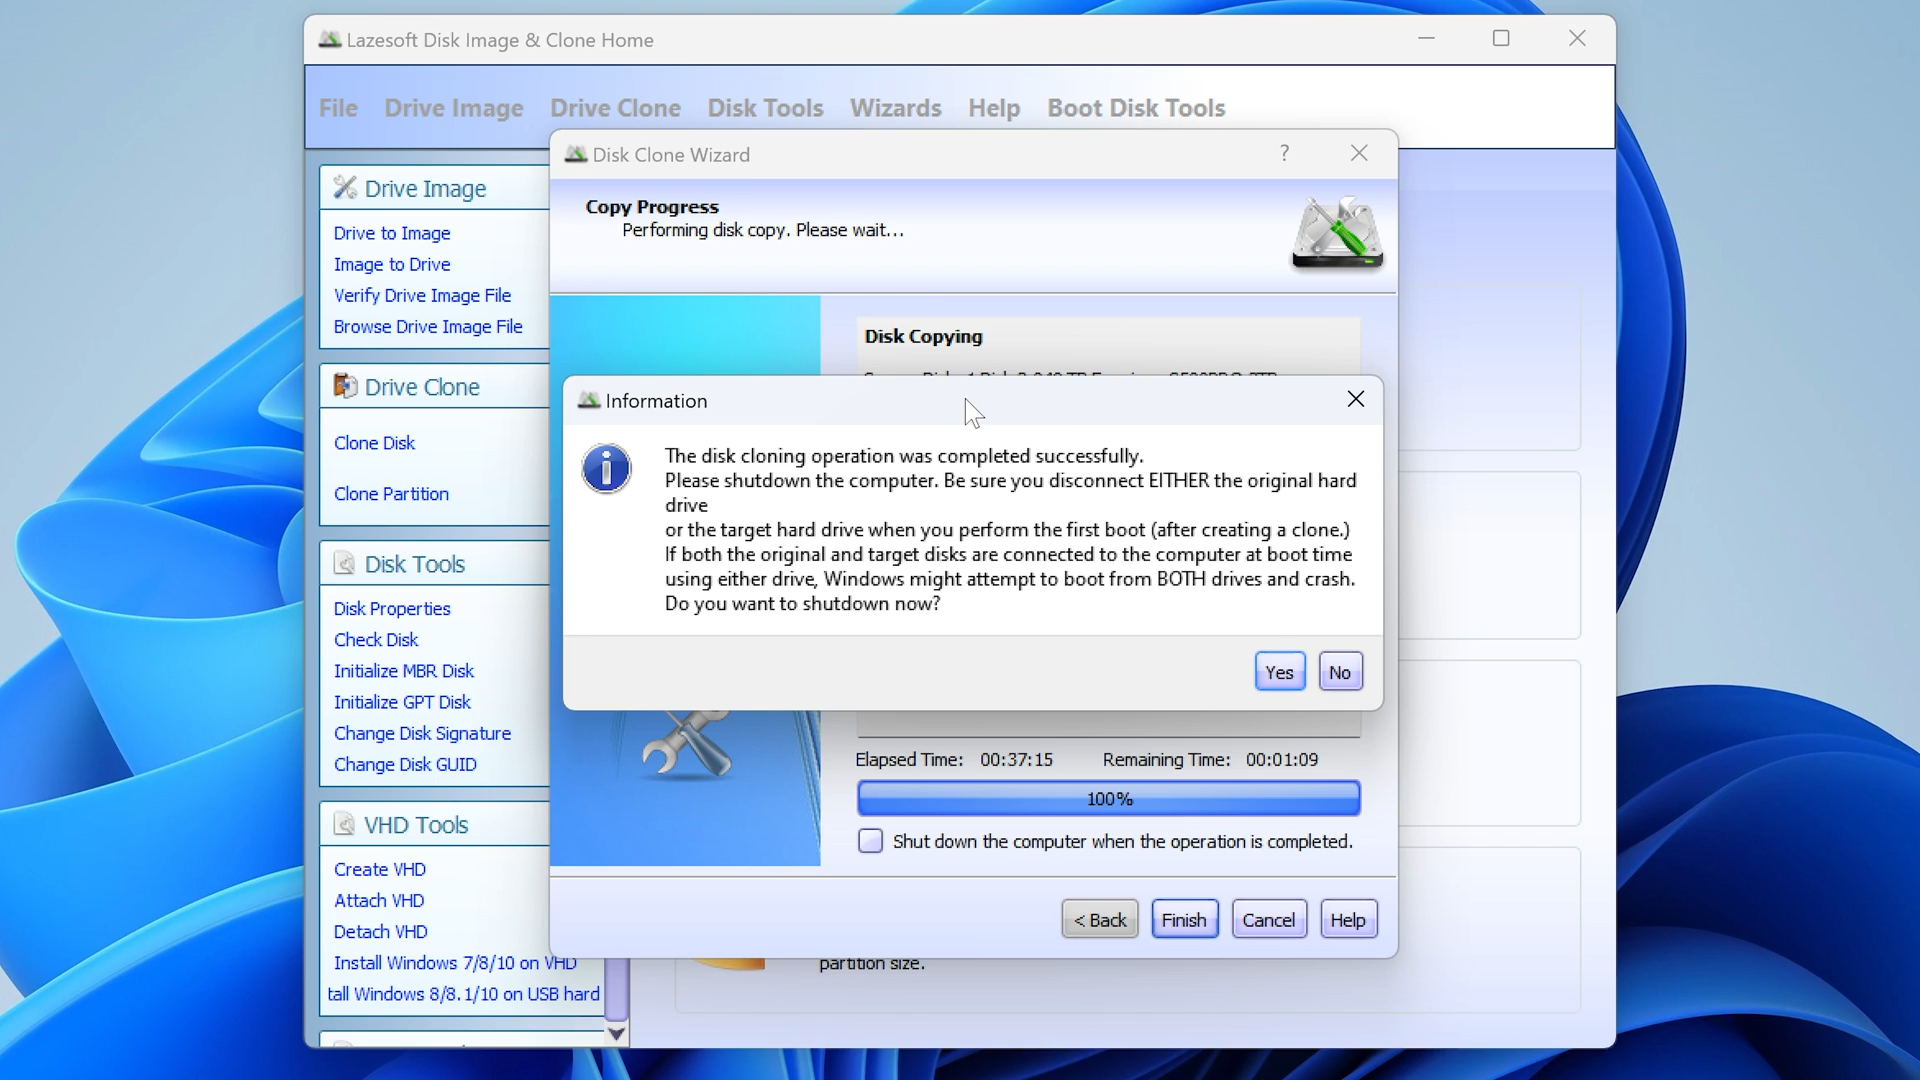 Lazesoft Disk Image & Clone Home
File Drive Image Drive Clone Disk Tools Wizards Help Boot Disk Tools
Drive Image
Drive to Image
Image to Drive
Verify Drive Image File
Browse Drive Image File
Drive Clone
Clone Disk
Clone Partition
Disk Tools
Disk Properties
Check Disk
Initialize MBR Disk
Initialize GPT Disk
Change Disk Signature
Change Disk GUID
VHD Tools
Create VHD
Attach VHD
Detach VHD
Install Windows 7/8/10 on VHD
tall Windows 8/8.1/10 on USB hard
Disk Clone Wizard
?
Copy Progress
Performing disk copy. Please wait...
Disk Copying
Information
The disk cloning operation was completed successfully.
Please shutdown the computer. Be sure you disconnect EITHER the original hard
drive
or the target hard drive when you perform the first boot (after creating a clone.)
If both the original and target disks are connected to the computer at boot time
using either drive, Windows might attempt to boot from BOTH drives and crash.
Do you want to shutdown now?
Yes No
Elapsed Time: 00:37:15 Remaining Time: 00:01:09
100%
Shut down the computer when the operation is completed.
< Back Finish Cancel Help
partition size.